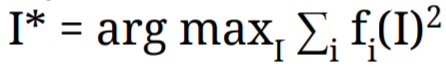 I* = arg max_I ∑_i f_i(I)²